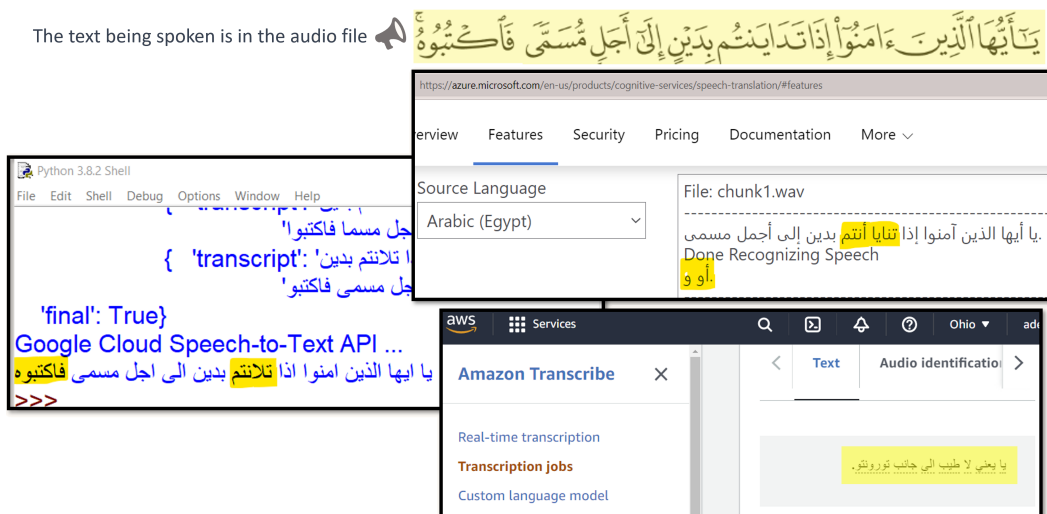 The text being spoken is in the audio file
يَـٰٓأَيُّهَا ٱلَّذِينَ ءَامَنُوٓا۟ إِذَا تَدَايَنتُم بِدَيْنٍ إِلَىٰٓ أَجَلٍ مُّسَمًّى فَٱكْتُبُوهُ ۚ
https://azure.microsoft.com/en-us/products/cognitive-services/speech-translation/#features
erview Features Security Pricing Documentation More
Source Language
Arabic (Egypt)
File: chunk1.wav
--------------------------------------------------
يا أيها الذين آمنوا إذا تنايا أنتم بدين إلى أجمل مسمى.
Done Recognizing Speech
أو و.
Python 3.8.2 Shell
File Edit Shell Debug Options Window Help
جل مسما فاكتبوا'
ا تلانتم بدين' :'transcript' {
جل مسمى فاكتبو'
'final': True}
Google Cloud Speech-to-Text API ...
يا ايها الذين امنوا اذا تلانتم بدين الى اجل مسمى فاكتبوه
>>>
aws Services Ohio ade
Amazon Transcribe
Real-time transcription
Transcription jobs
Custom language model
Text Audio identificatio
يا يعني لا طيب الى جانب تورونتو.